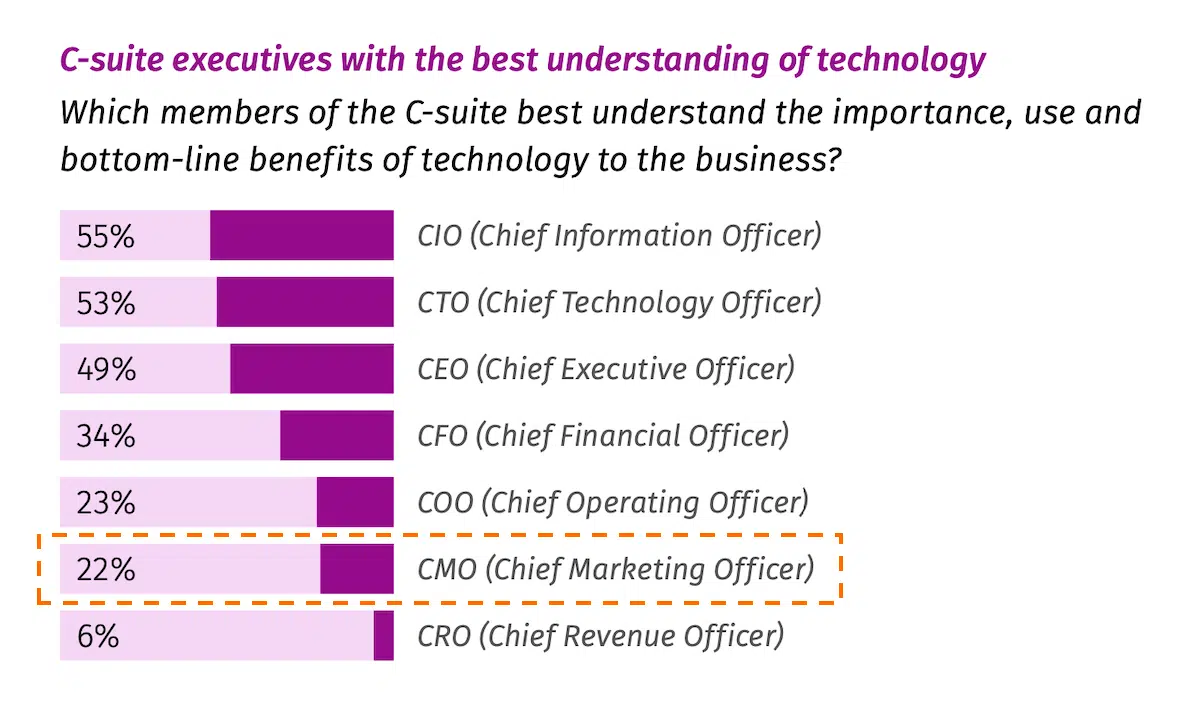 C-suite executives with the best understanding of technology
Which members of the C-suite best understand the importance, use and
bottom-line benefits of technology to the business?
55% CIO (Chief Information Officer)
53% CTO (Chief Technology Officer)
49% CEO (Chief Executive Officer)
34% CFO (Chief Financial Officer)
23% COO (Chief Operating Officer)
22% CMO (Chief Marketing Officer)
6% CRO (Chief Revenue Officer)